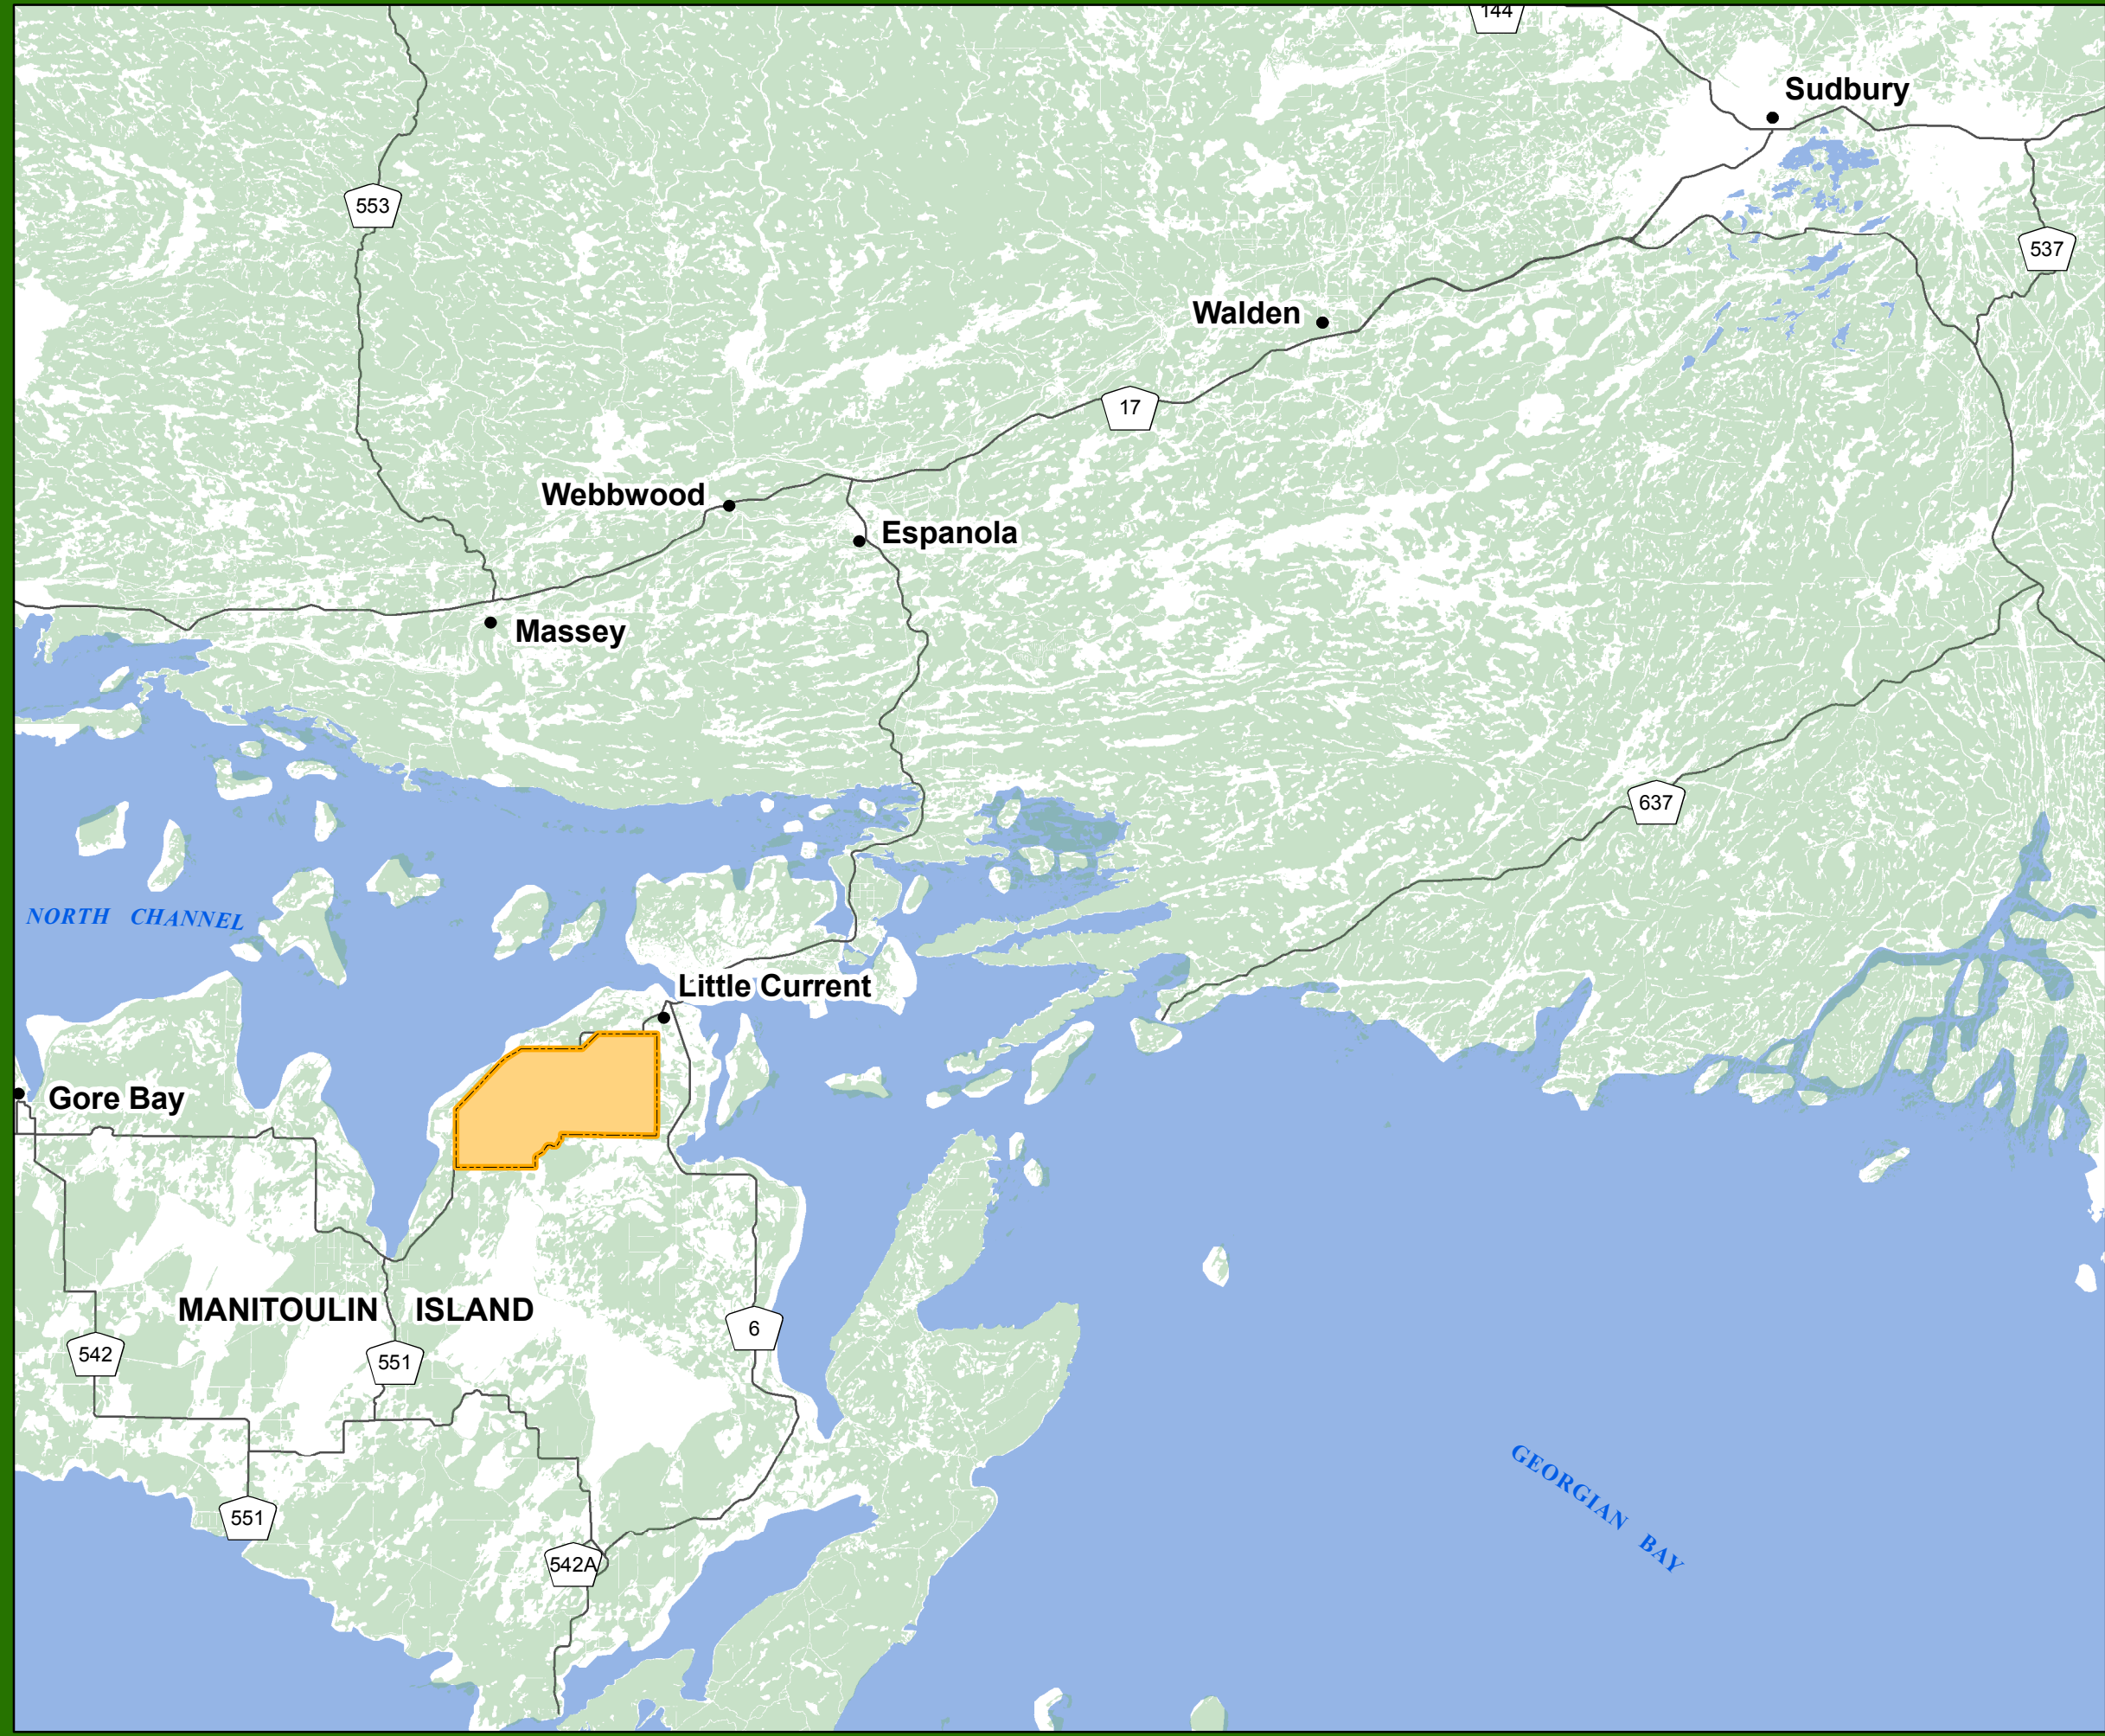 144
Sudbury
553
537
Walden
17
Webbwood
Espanola
Massey
637
NORTH CHANNEL
Little Current
Gore Bay
MANITOULIN ISLAND
6
542
551
GEORGIAN BAY
551
542A